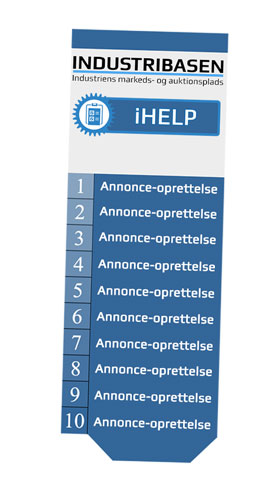 INDUSTRIBASEN
Industriens markeds- og auktionsplads
iHELP
1 Annonce-oprettelse
2 Annonce-oprettelse
3 Annonce-oprettelse
4 Annonce-oprettelse
5 Annonce-oprettelse
6 Annonce-oprettelse
7 Annonce-oprettelse
8 Annonce-oprettelse
9 Annonce-oprettelse
10 Annonce-oprettelse